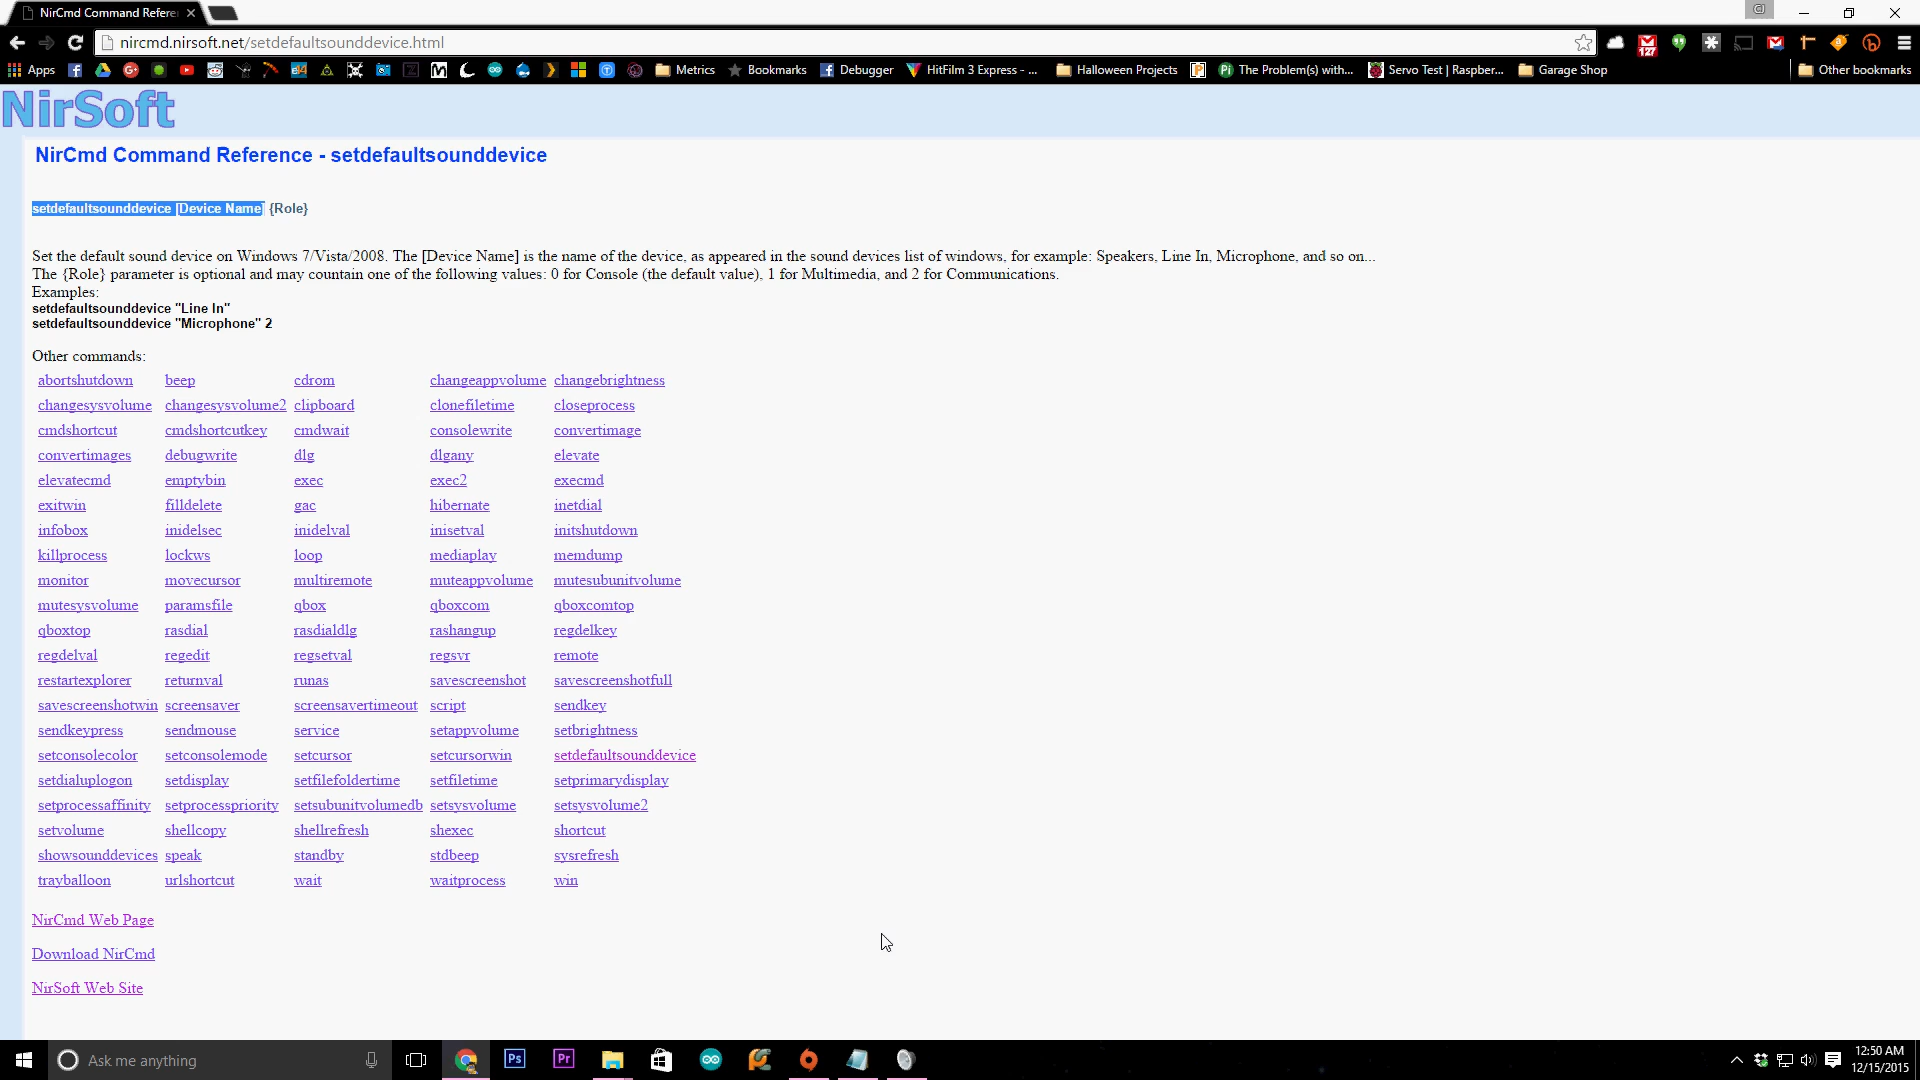 NirCmd Command Refere
CJ
nircmd.nirsoft.net/setdefaultsounddevice.html
127
Apps
Metrics
Bookmarks
Debugger
HitFilm 3 Express - ...
Halloween Projects
The Problem(s) with...
Servo Test | Raspber...
Garage Shop
Other bookmarks
NirSoft
NirCmd Command Reference - setdefaultsounddevice
setdefaultsounddevice [Device Name] {Role}
Set the default sound device on Windows 7/Vista/2008. The [Device Name] is the name of the device, as appeared in the sound devices list of windows, for example: Speakers, Line In, Microphone, and so on...
The {Role} parameter is optional and may countain one of the following values: 0 for Console (the default value), 1 for Multimedia, and 2 for Communications.
Examples:
setdefaultsounddevice "Line In"
setdefaultsounddevice "Microphone" 2
Other commands:
abortshutdown beep cdrom changeappvolume changebrightness
changesysvolume changesysvolume2 clipboard clonefiletime closeprocess
cmdshortcut cmdshortcutkey cmdwait consolewrite convertimage
convertimages debugwrite dlg dlgany elevate
elevatecmd emptybin exec exec2 execmd
exitwin filldelete gac hibernate inetdial
infobox inidelsec inidelval inisetval initshutdown
killprocess lockws loop mediaplay memdump
monitor movecursor multiremote muteappvolume mutesubunitvolume
mutesysvolume paramsfile qbox qboxcom qboxcomtop
qboxtop rasdial rasdialdlg rashangup regdelkey
regdelval regedit regsetval regsvr remote
restartexplorer returnval runas savescreenshot savescreenshotfull
savescreenshotwin screensaver screensavertimeout script sendkey
sendkeypress sendmouse service setappvolume setbrightness
setconsolecolor setconsolemode setcursor setcursorwin setdefaultsounddevice
setdialuplogon setdisplay setfilefoldertime setfiletime setprimarydisplay
setprocessaffinity setprocesspriority setsubunitvolumedb setsysvolume setsysvolume2
setvolume shellcopy shellrefresh shexec shortcut
showsounddevices speak standby stdbeep sysrefresh
trayballoon urlshortcut wait waitprocess win
NirCmd Web Page
Download NirCmd
NirSoft Web Site
Ask me anything
Ps
Pr
12:50 AM
12/15/2015